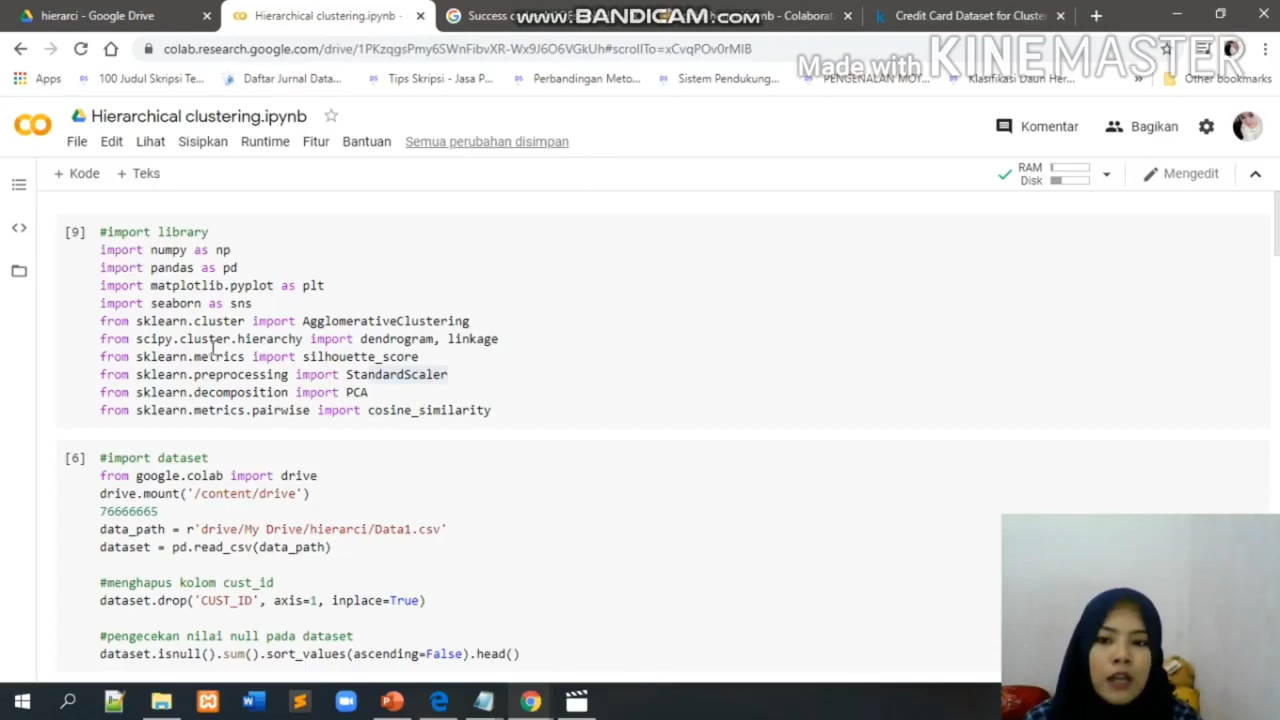 hierarci - Google Drive
Hierarchical clustering.ipynb -
Success c
www.BANDICAM.com
nb - Colaborat
Credit Card Dataset for Cluste
colab.research.google.com/drive/1PKzqgsPmy6SWnFibvXR-Wx9J6O6VGkUh#scrollTo=xCvqPOv0rMIB
Made with KINEMASTER
Apps
100 Judul Skripsi Te...
Daftar Jurnal Data...
Tips Skripsi - Jasa P...
Perbandingan Meto...
Sistem Pendukung...
PENGENALAN MOT...
Klasifikasi Daun Her...
»
Other bookmarks
Hierarchical clustering.ipynb
Komentar
Bagikan
File Edit Lihat Sisipkan Runtime Fitur Bantuan Semua perubahan disimpan
+ Kode + Teks
RAM
Disk
Mengedit
[9] #import library
import numpy as np
import pandas as pd
import matplotlib.pyplot as plt
import seaborn as sns
from sklearn.cluster import AgglomerativeClustering
from scipy.cluster.hierarchy import dendrogram, linkage
from sklearn.metrics import silhouette_score
from sklearn.preprocessing import StandardScaler
from sklearn.decomposition import PCA
from sklearn.metrics.pairwise import cosine_similarity
[6] #import dataset
from google.colab import drive
drive.mount('/content/drive')
76666665
data_path = r'drive/My Drive/hierarci/Data1.csv'
dataset = pd.read_csv(data_path)
#menghapus kolom cust_id
dataset.drop('CUST_ID', axis=1, inplace=True)
#pengecekan nilai null pada dataset
dataset.isnull().sum().sort_values(ascending=False).head()